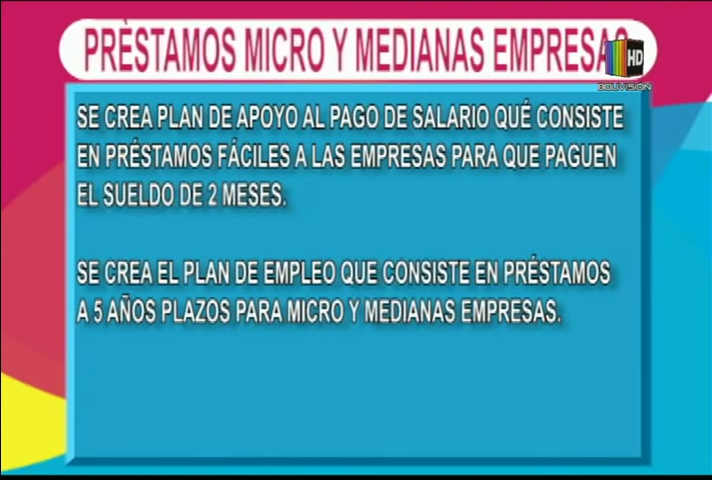 PRÈSTAMOS MICRO Y MEDIANAS EMPRESAS
HD
BOLIVISIÓN
SE CREA PLAN DE APOYO AL PAGO DE SALARIO QUÉ CONSISTE
EN PRÉSTAMOS FÁCILES A LAS EMPRESAS PARA QUE PAGUEN
EL SUELDO DE 2 MESES.
SE CREA EL PLAN DE EMPLEO QUE CONSISTE EN PRÉSTAMOS
A 5 AÑOS PLAZOS PARA MICRO Y MEDIANAS EMPRESAS.